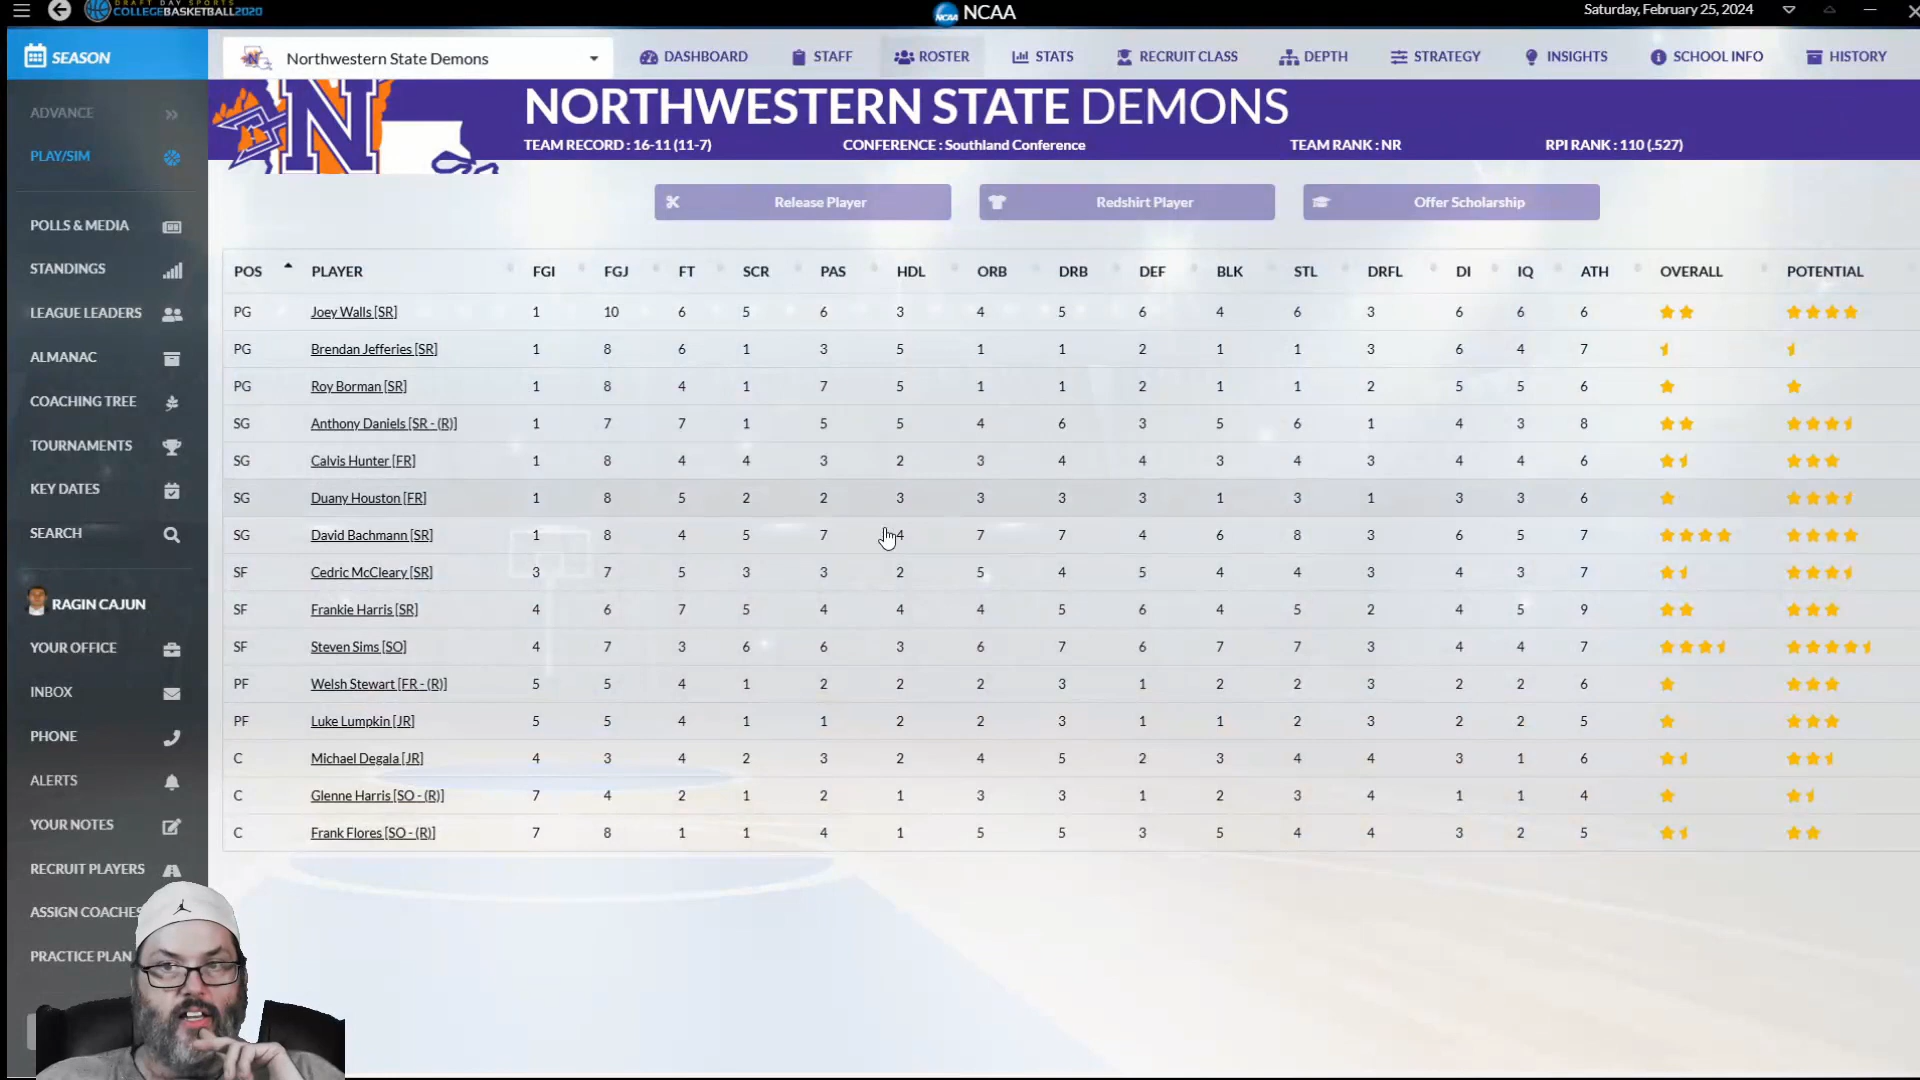 DRAFT DAY SPORTS
COLLEGEBASKETBALL2020
NCAA NCAA
Saturday, February 25, 2024
SEASON
Northwestern State Demons
DASHBOARD STAFF ROSTER STATS RECRUIT CLASS DEPTH STRATEGY INSIGHTS SCHOOL INFO HISTORY
N
NORTHWESTERN STATE DEMONS
TEAM RECORD : 16-11 (11-7) CONFERENCE : Southland Conference TEAM RANK : NR RPI RANK : 110 (.527)
Release Player Redshirt Player Offer Scholarship
POS PLAYER FGI FGJ FT SCR PAS HDL ORB DRB DEF BLK STL DRFL DI IQ ATH OVERALL POTENTIAL
PG Joey Walls [SR] 1 10 6 5 6 3 4 5 6 4 6 3 6 6 6
PG Brendan Jefferies [SR] 1 8 6 1 3 5 1 1 2 1 1 3 6 4 7
PG Roy Borman [SR] 1 8 4 1 7 5 1 1 2 1 1 2 5 5 6
SG Anthony Daniels [SR - (R)] 1 7 7 1 5 5 4 6 3 5 6 1 4 3 8
SG Calvis Hunter [FR] 1 8 4 4 3 2 3 4 4 3 4 3 4 4 6
SG Duany Houston [FR] 1 8 5 2 2 3 3 3 3 1 3 1 3 3 6
SG David Bachmann [SR] 1 8 4 5 7 4 7 7 4 6 8 3 6 5 7
SF Cedric McCleary [SR] 3 7 5 3 3 2 5 4 5 4 4 3 4 3 7
SF Frankie Harris [SR] 4 6 7 5 4 4 4 5 6 4 5 2 4 5 9
SF Steven Sims [SO] 4 7 3 6 6 3 6 7 6 7 7 3 4 4 7
PF Welsh Stewart [FR - (R)] 5 5 4 1 2 2 2 3 1 2 2 3 2 2 6
PF Luke Lumpkin [JR] 5 5 4 1 1 2 2 3 1 1 2 3 2 2 5
C Michael Degala [JR] 4 3 4 2 3 2 4 5 2 3 4 4 3 1 6
C Glenne Harris [SO - (R)] 7 4 2 1 2 1 3 3 1 2 3 4 1 1 4
C Frank Flores [SO - (R)] 7 8 1 1 4 1 5 5 3 5 4 4 3 2 5
ADVANCE
PLAY/SIM
POLLS & MEDIA
STANDINGS
LEAGUE LEADERS
ALMANAC
COACHING TREE
TOURNAMENTS
KEY DATES
SEARCH
RAGIN CAJUN
YOUR OFFICE
INBOX
PHONE
ALERTS
YOUR NOTES
RECRUIT PLAYERS
ASSIGN COACHES
PRACTICE PLAN